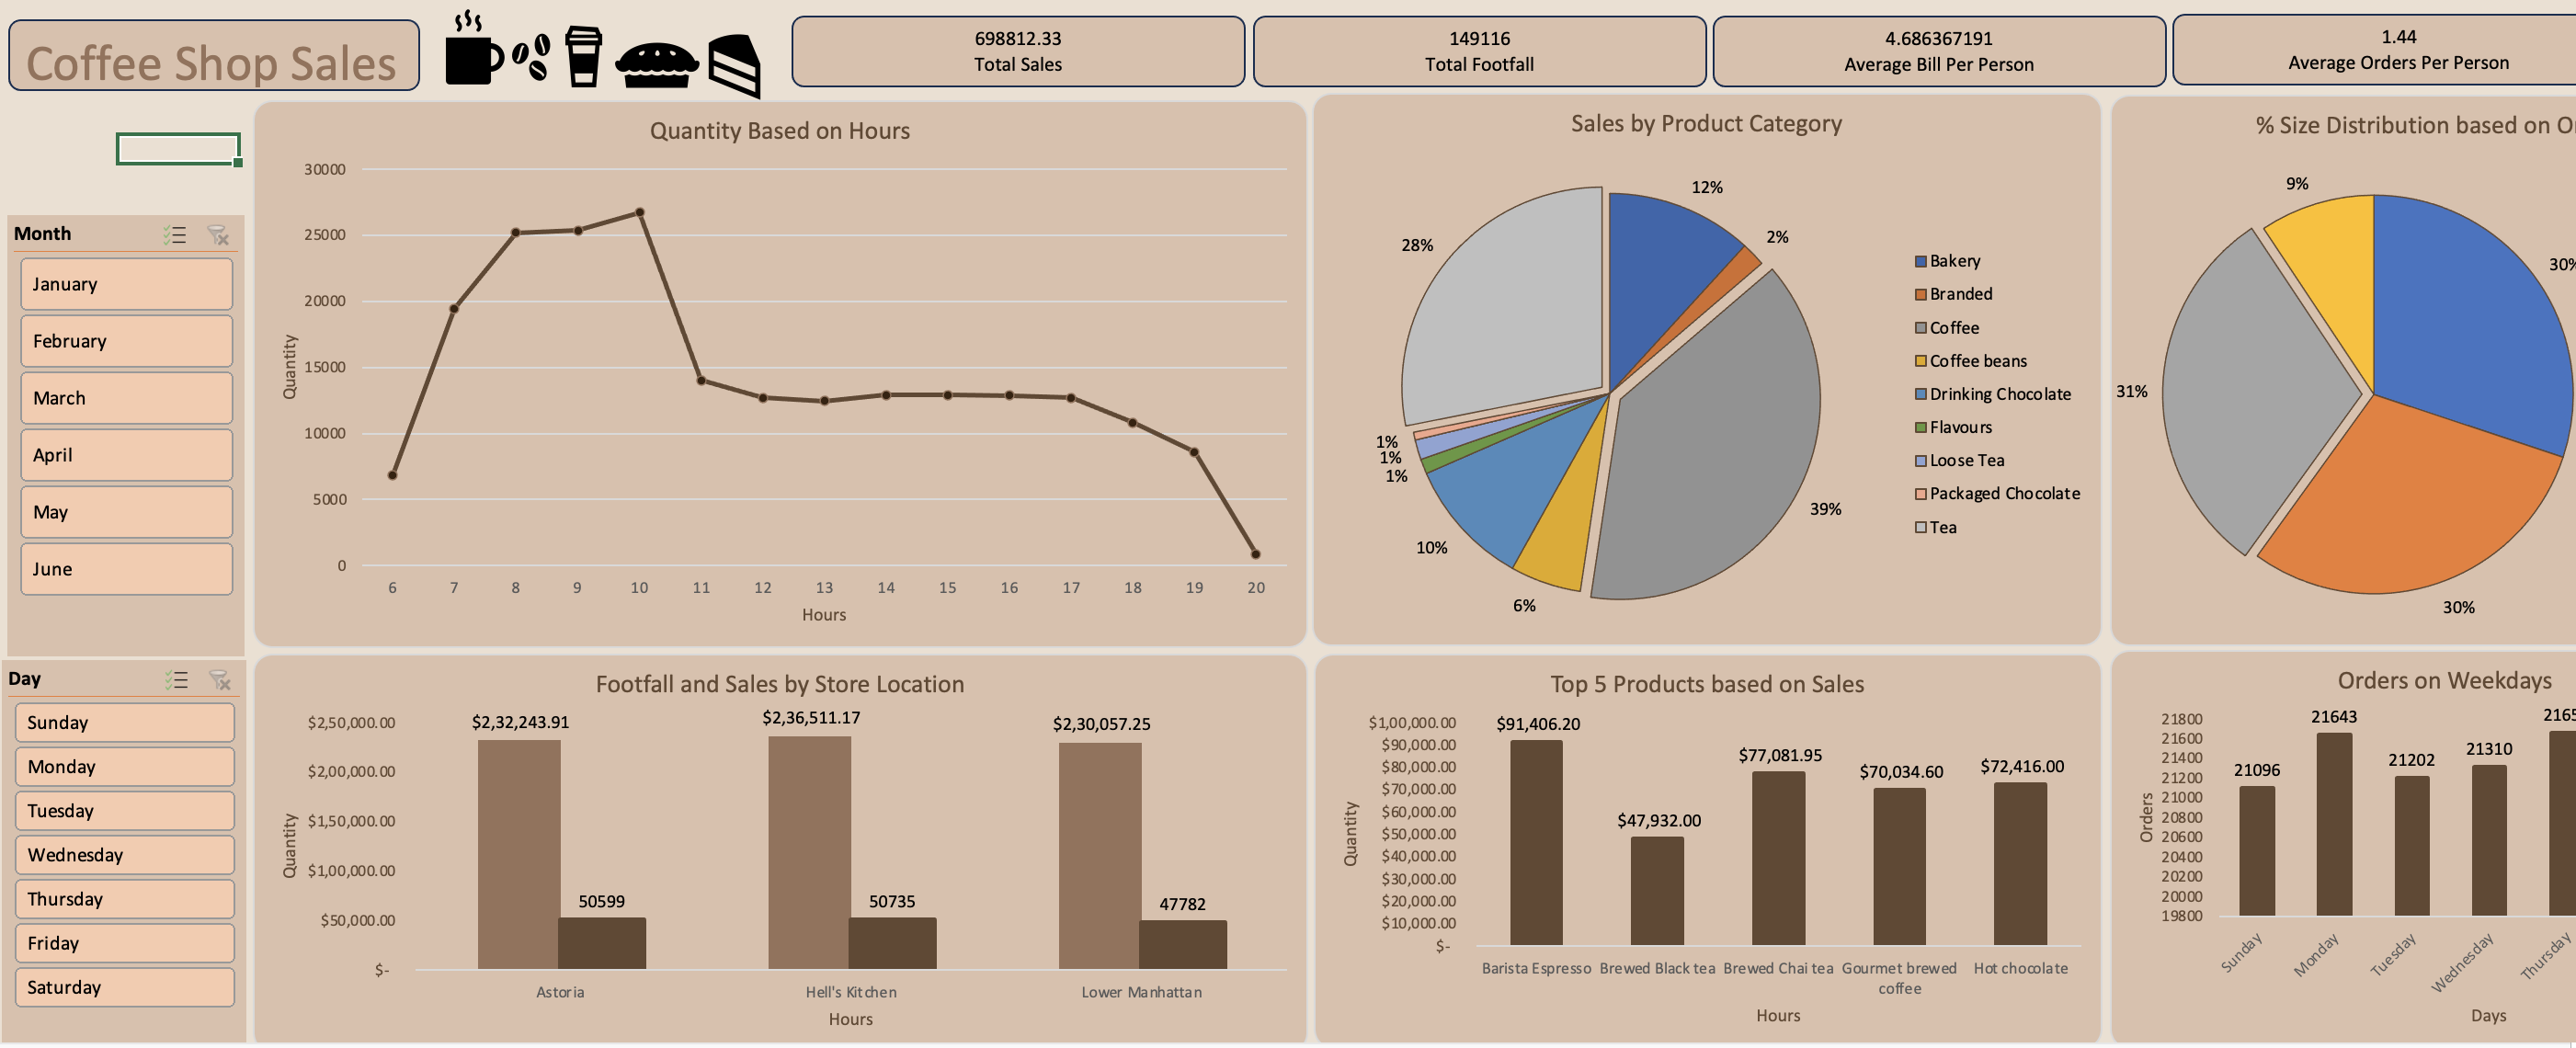 Coffee Shop Sales
698812.33
Total Sales
149116
Total Footfall
4.686367191
Average Bill Per Person
1.44
Average Orders Per Person
Month
January
February
March
April
May
June
Day
Sunday
Monday
Tuesday
Wednesday
Thursday
Friday
Saturday
Quantity Based on Hours
Quantity
30000
25000
20000
15000
10000
5000
0
6 7 8 9 10 11 12 13 14 15 16 17 18 19 20
Hours
Sales by Product Category
12%
2%
39%
6%
10%
1%
1%
1%
28%
Bakery
Branded
Coffee
Coffee beans
Drinking Chocolate
Flavours
Loose Tea
Packaged Chocolate
Tea
% Size Distribution based on
9%
30%
31%
30%
Footfall and Sales by Store Location
Quantity
$2,50,000.00
$2,00,000.00
$1,50,000.00
$1,00,000.00
$50,000.00
$-
$2,32,243.91
50599
$2,36,511.17
50735
$2,30,057.25
47782
Astoria
Hell's Kitchen
Lower Manhattan
Hours
Top 5 Products based on Sales
Quantity
$1,00,000.00
$90,000.00
$80,000.00
$70,000.00
$60,000.00
$50,000.00
$40,000.00
$30,000.00
$20,000.00
$10,000.00
$-
$91,406.20
$47,932.00
$77,081.95
$70,034.60
$72,416.00
Barista Espresso
Brewed Black tea
Brewed Chai tea
Gourmet brewed
coffee
Hot chocolate
Hours
Orders on Weekdays
Orders
21800
21600
21400
21200
21000
20800
20600
20400
20200
20000
19800
21096
21643
21202
21310
Sunday
Monday
Tuesday
Wednesday
Thursday
Days